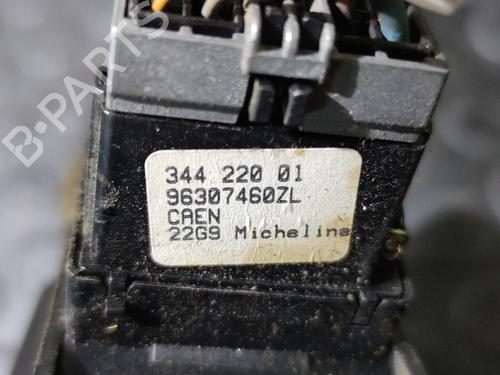 B-PARTS
344 220 01
96307460ZL
CAEN
22G9 Micheline